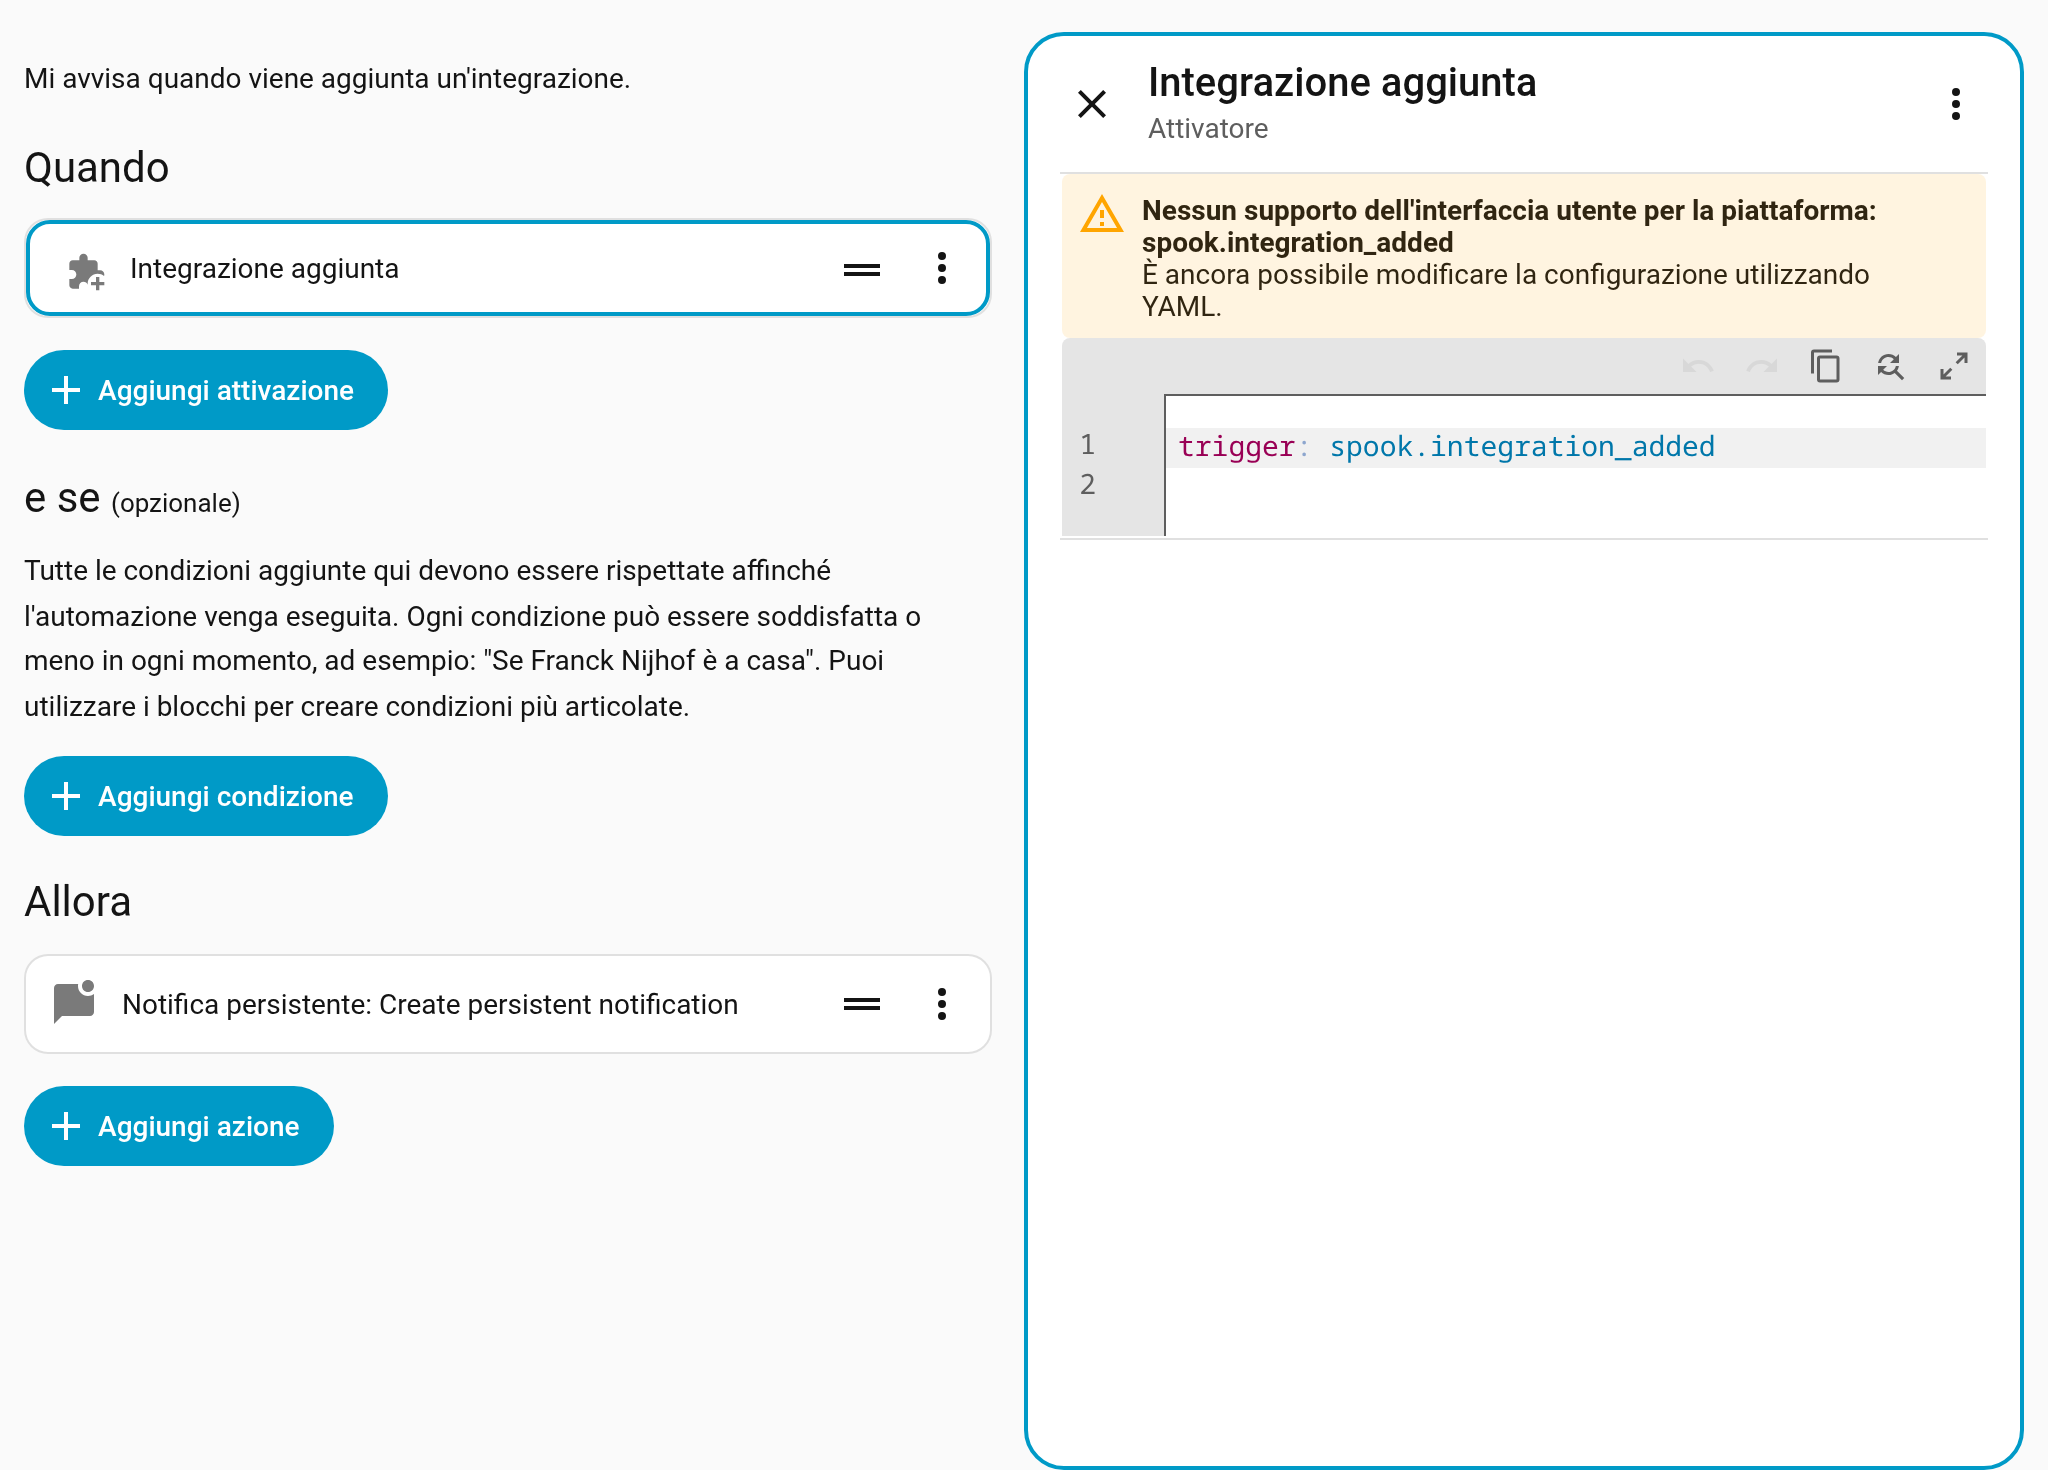 Mi avvisa quando viene aggiunta un'integrazione.
Quando
Integrazione aggiunta
Aggiungi attivazione
e se (opzionale)
Tutte le condizioni aggiunte qui devono essere rispettate affinché
l'automazione venga eseguita. Ogni condizione può essere soddisfatta o
meno in ogni momento, ad esempio: "Se Franck Nijhof è a casa". Puoi
utilizzare i blocchi per creare condizioni più articolate.
Aggiungi condizione
Allora
Notifica persistente: Create persistent notification
Aggiungi azione
Integrazione aggiunta
Attivatore
Nessun supporto dell'interfaccia utente per la piattaforma:
spook.integration_added
È ancora possibile modificare la configurazione utilizzando
YAML.
1 trigger: spook.integration_added
2